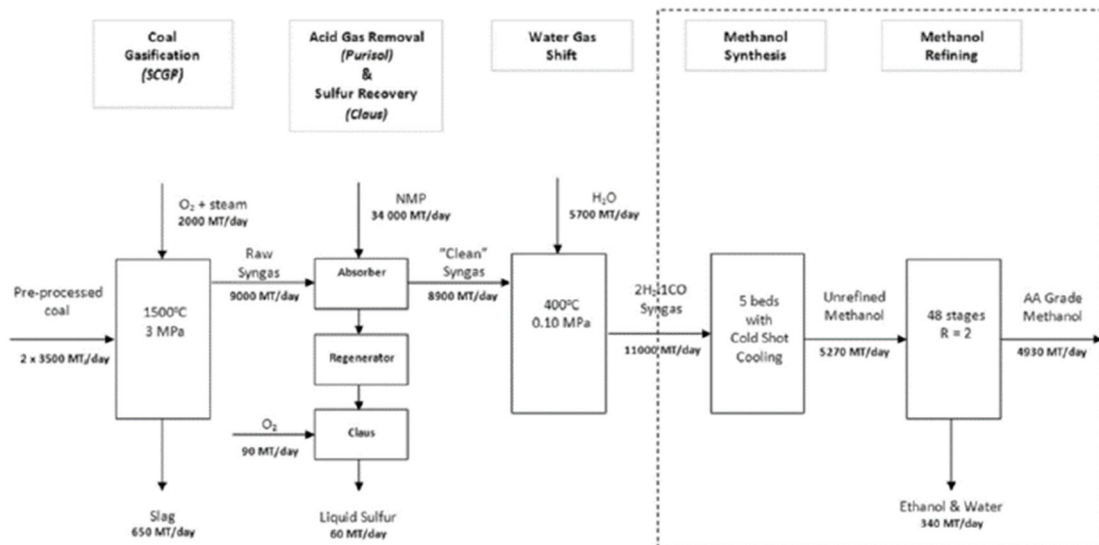 Coal
Gasification
(SCGP)
Acid Gas Removal
(Purisol)
&
Sulfur Recovery
(Claus)
Water Gas
Shift
Methanol
Synthesis
Methanol
Refining
O₂ + steam
2000 MT/day
NMP
34 000 MT/day
H₂O
5700 MT/day
Pre-processed
coal
2 x 3500 MT/day
1500°C
3 MPa
Raw
Syngas
9000 MT/day
Absorber
"Clean"
Syngas
8900 MT/day
400°C
0.10 MPa
2H₂:1CO
Syngas
11000 MT/day
5 beds
with
Cold Shot
Cooling
Unrefined
Methanol
5270 MT/day
48 stages
R = 2
AA Grade
Methanol
4930 MT/day
Regenerator
O₂
90 MT/day
Claus
Slag
650 MT/day
Liquid Sulfur
60 MT/day
Ethanol & Water
340 MT/day